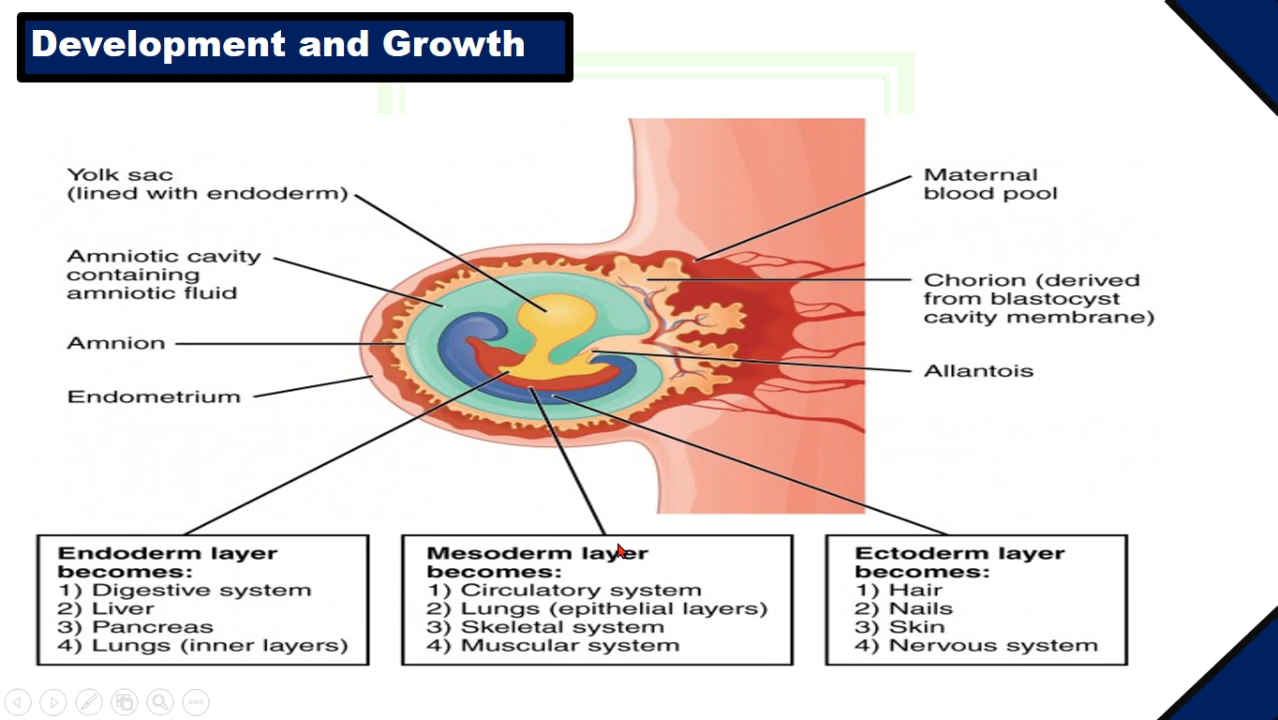 Development and Growth
Yolk sac
(lined with endoderm)
Amniotic cavity
containing
amniotic fluid
Amnion
Endometrium
Maternal
blood pool
Chorion (derived
from blastocyst
cavity membrane)
Allantois
Endoderm layer
becomes:
1) Digestive system
2) Liver
3) Pancreas
4) Lungs (inner layers)
Mesoderm layer
becomes:
1) Circulatory system
2) Lungs (epithelial layers)
3) Skeletal system
4) Muscular system
Ectoderm layer
becomes:
1) Hair
2) Nails
3) Skin
4) Nervous system